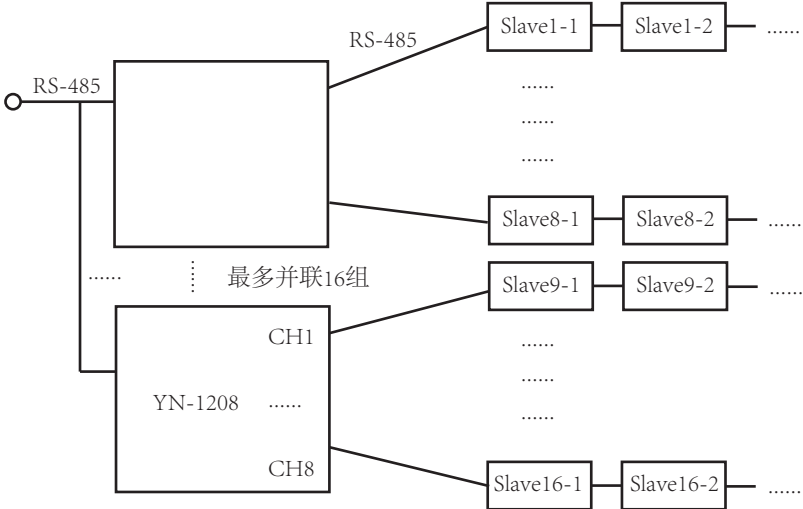 RS-485
RS-485
Slave1-1
Slave1-2
......
......
......
......
Slave8-1
Slave8-2
......
......
......
最多并联16组
Slave9-1
Slave9-2
......
CH1
YN-1208
......
CH8
......
......
......
Slave16-1
Slave16-2
......